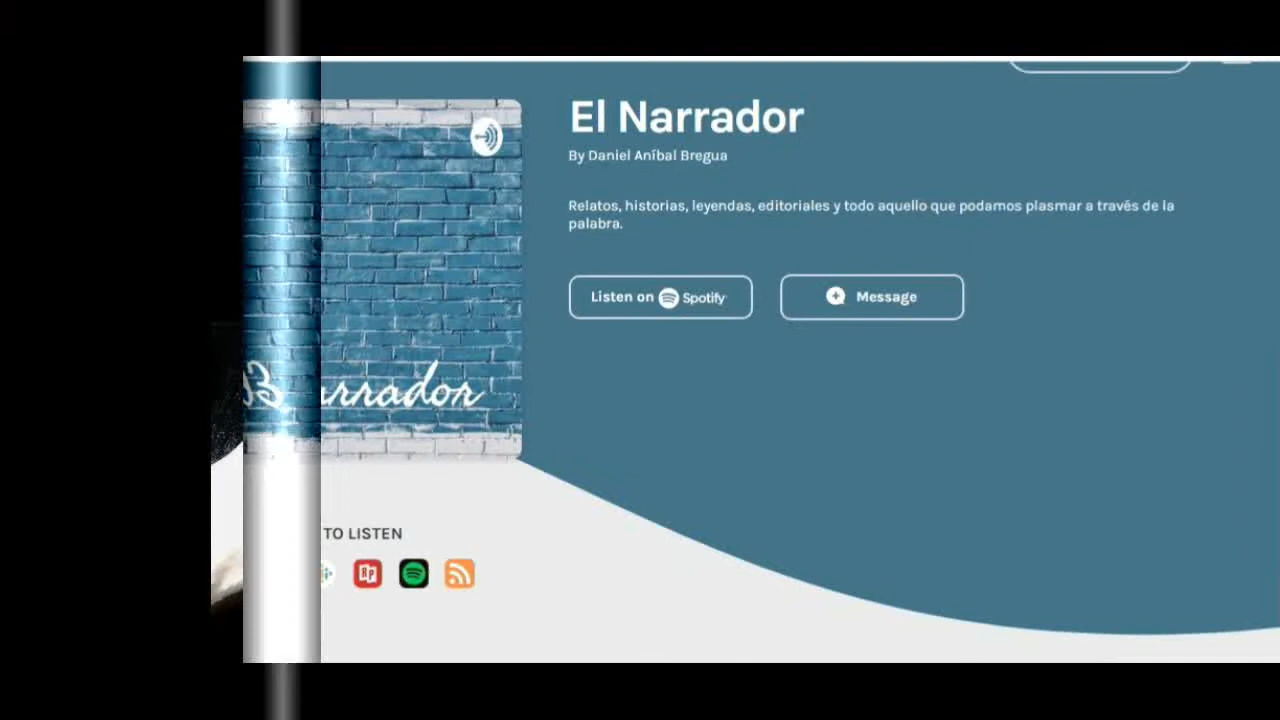 El Narrador
By Daniel Aníbal Bregua
Relatos, historias, leyendas, editoriales y todo aquello que podamos plasmar a través de la
palabra.
Listen on Spotify
Message
TO LISTEN